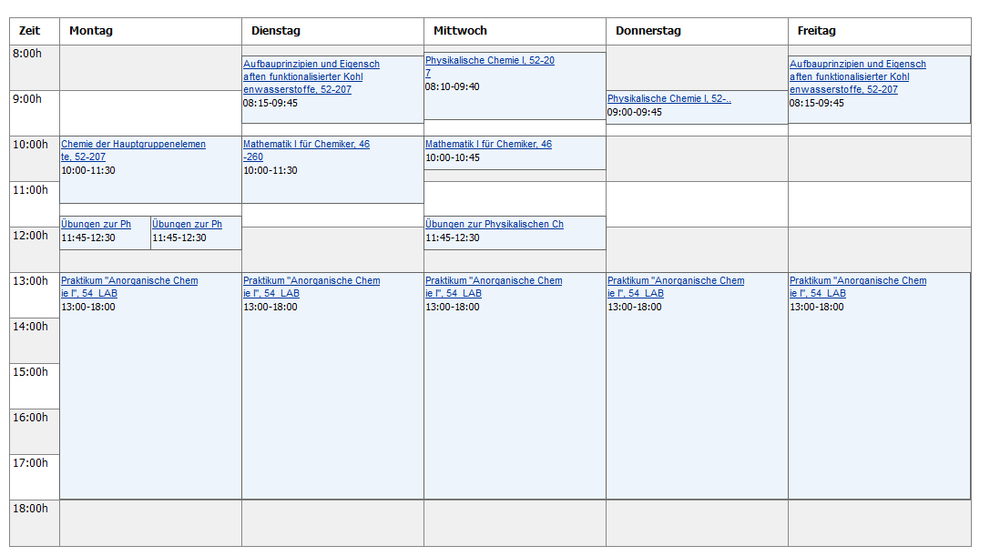 Zeit Montag Dienstag Mittwoch Donnerstag Freitag
8:00h
Aufbauprinzipien und Eigensch
aften funktionalisierter Kohl
enwasserstoffe, 52-207
08:15-09:45
Physikalische Chemie I, 52-20
7
08:10-09:40
Aufbauprinzipien und Eigensch
aften funktionalisierter Kohl
enwasserstoffe, 52-207
08:15-09:45
9:00h
Physikalische Chemie I, 52-..
09:00-09:45
10:00h
Chemie der Hauptgruppenelemen
te, 52-207
10:00-11:30
Mathematik I für Chemiker, 46
-260
10:00-11:30
Mathematik I für Chemiker, 46
10:00-10:45
11:00h
Übungen zur Ph
11:45-12:30
Übungen zur Ph
11:45-12:30
Übungen zur Physikalischen Ch
11:45-12:30
12:00h
13:00h
Praktikum "Anorganische Chem
ie I", 54_LAB
13:00-18:00
Praktikum "Anorganische Chem
ie I", 54_LAB
13:00-18:00
Praktikum "Anorganische Chem
ie I", 54_LAB
13:00-18:00
Praktikum "Anorganische Chem
ie I", 54_LAB
13:00-18:00
Praktikum "Anorganische Chem
ie I", 54_LAB
13:00-18:00
14:00h
15:00h
16:00h
17:00h
18:00h